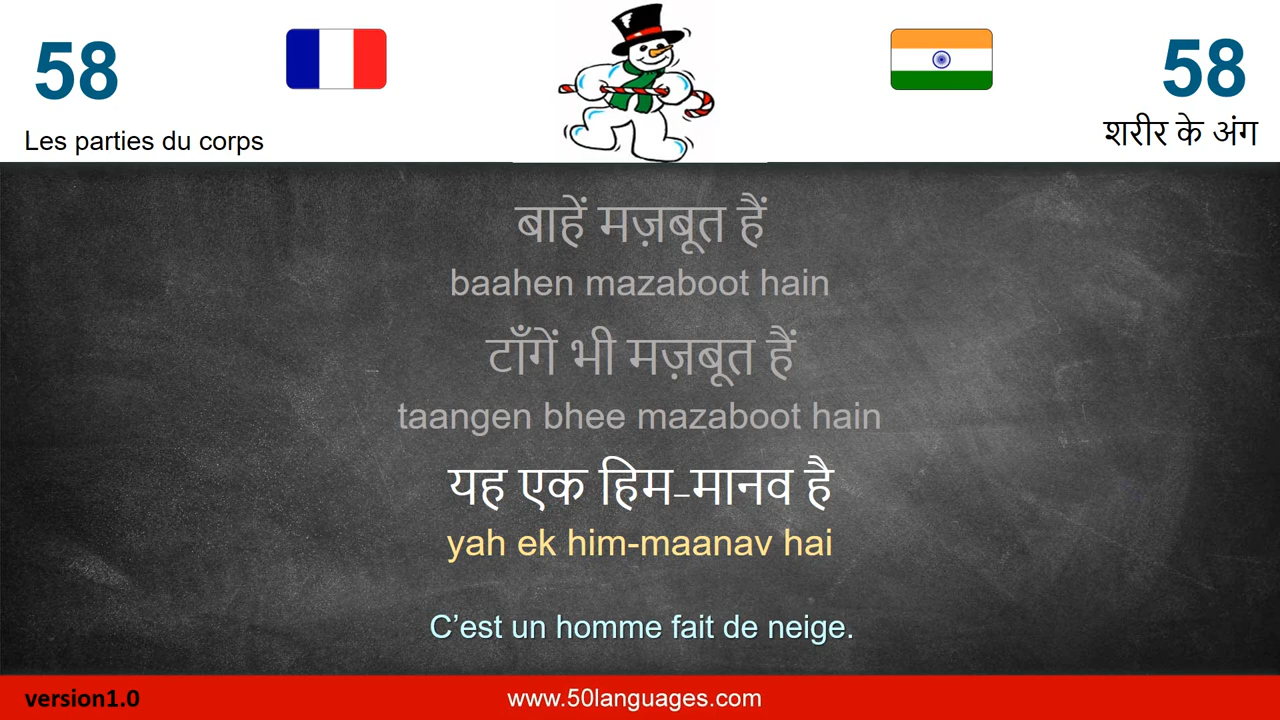 58
58
Les parties du corps
शरीर के अंग
बाहें मज़बूत हैं
baahen mazaboot hain
टाँगें भी मज़बूत हैं
taangen bhee mazaboot hain
यह एक हिम-मानव है
yah ek him-maanav hai
C’est un homme fait de neige.
version1.0
www.50languages.com